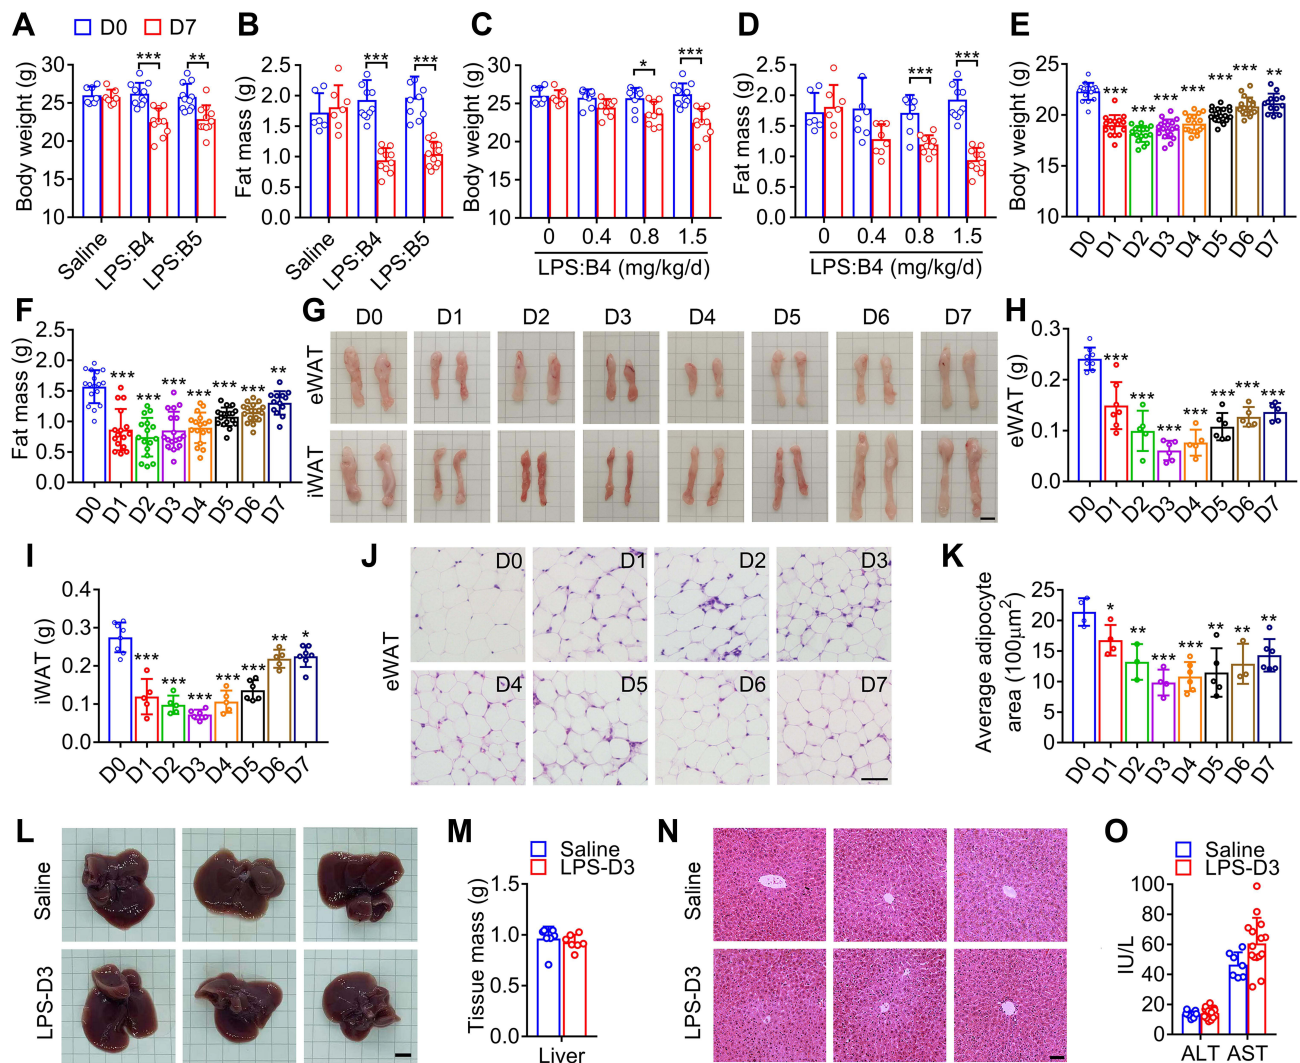 A
D0 D7
Body weight (g)
30
25
20
15
10
*** **
Saline LPS:B4 LPS:B5
B
Fat mass (g)
2.5
2.0
1.5
1.0
0.5
0.0
*** ***
Saline LPS:B4 LPS:B5
C
Body weight (g)
30
25
20
15
10
* ***
0 0.4 0.8 1.5
LPS:B4 (mg/kg/d)
D
Fat mass (g)
2.5
2.0
1.5
1.0
0.5
0.0
*** ***
0 0.4 0.8 1.5
LPS:B4 (mg/kg/d)
E
Body weight (g)
25
20
15
10
*** *** *** *** *** *** **
D0 D1 D2 D3 D4 D5 D6 D7
F
Fat mass (g)
2.5
2.0
1.5
1.0
0.5
0.0
*** *** *** *** *** *** **
D0 D1 D2 D3 D4 D5 D6 D7
G
D0 D1 D2 D3 D4 D5 D6 D7
eWAT
iWAT
H
eWAT (g)
0.3
0.2
0.1
0.0
*** *** *** *** *** *** ***
D0 D1 D2 D3 D4 D5 D6 D7
I
iWAT (g)
0.4
0.3
0.2
0.1
0.0
*** *** *** *** *** ** *
D0 D1 D2 D3 D4 D5 D6 D7
J
eWAT
D0 D1 D2 D3
D4 D5 D6 D7
K
Average adipocyte
area (100μm²)
25
20
15
10
5
0
* ** *** *** ** ** **
D0 D1 D2 D3 D4 D5 D6 D7
L
Saline
LPS-D3
M
Saline
LPS-D3
Tissue mass (g)
1.5
1.0
0.5
0.0
Liver
N
Saline
LPS-D3
O
Saline
LPS-D3
IU/L
100
80
60
40
20
0
ALT AST